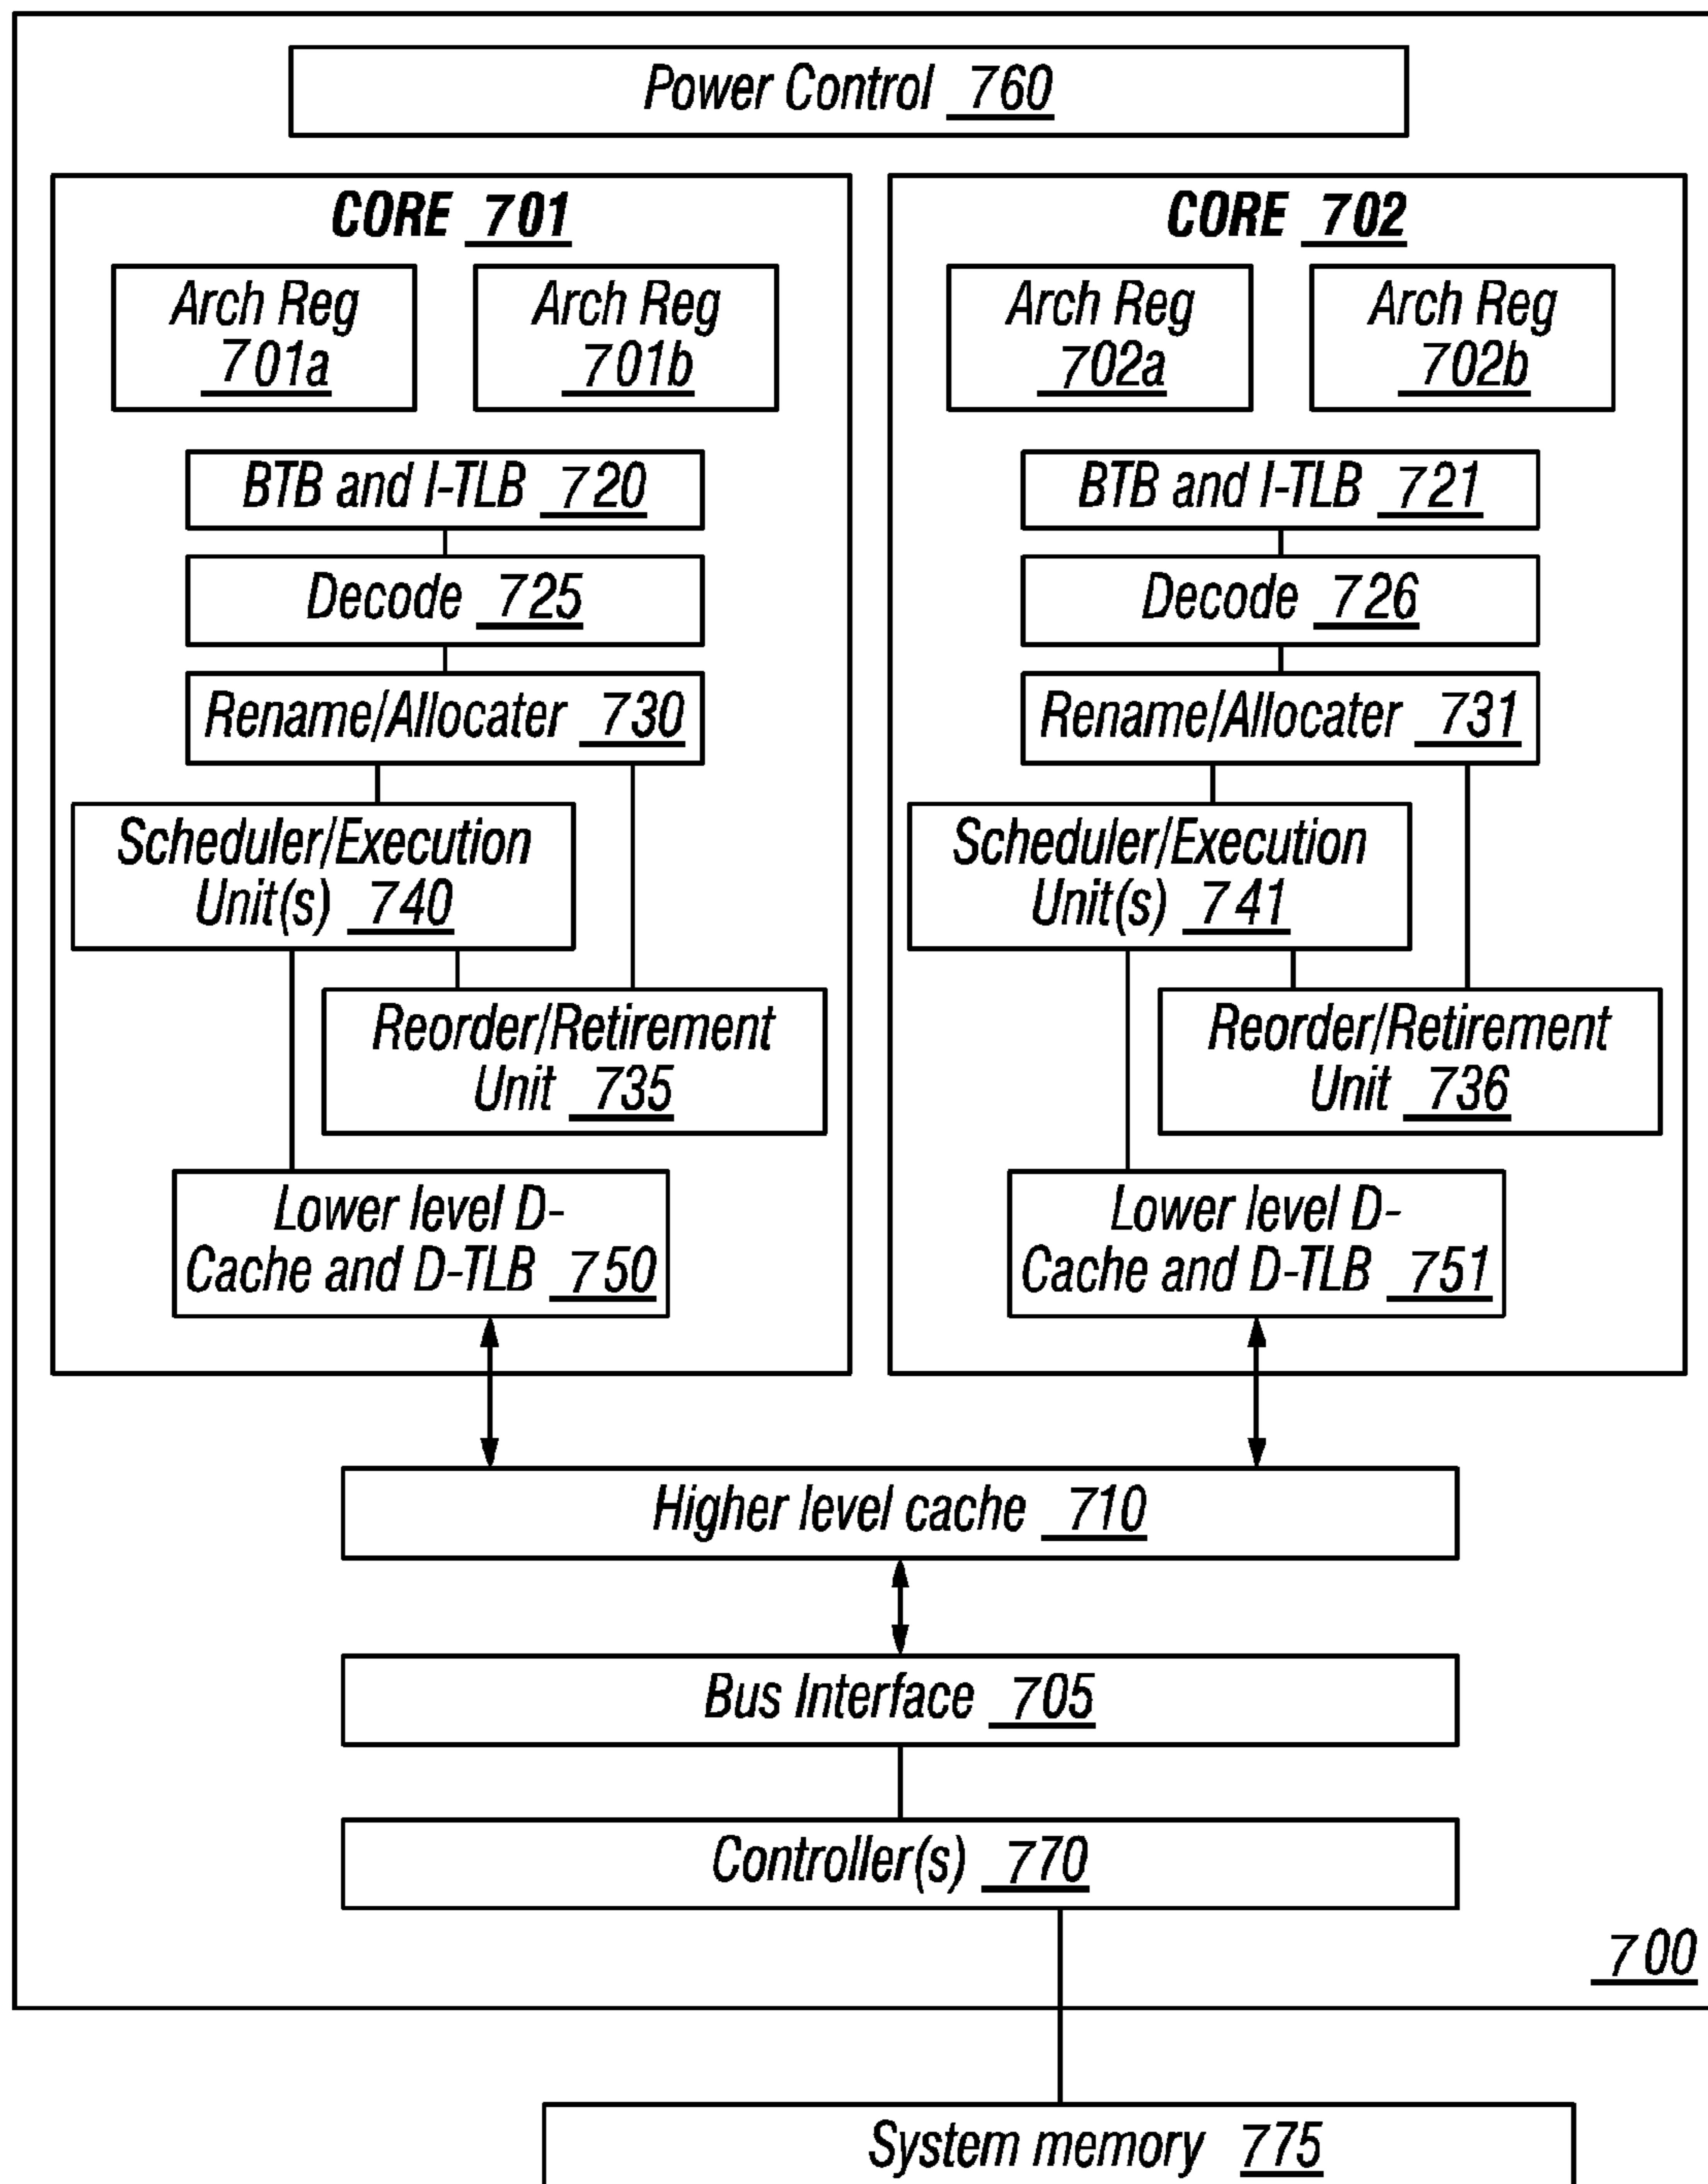 Power Control 760
CORE 701
Arch Reg
701a
Arch Reg
701b
BTB and I-TLB 720
Decode 725
Rename/Allocater 730
Scheduler/Execution
Unit(s) 740
Reorder/Retirement
Unit 735
Lower level D-
Cache and D-TLB 750
CORE 702
Arch Reg
702a
Arch Reg
702b
BTB and I-TLB 721
Decode 726
Rename/Allocater 731
Scheduler/Execution
Unit(s) 741
Reorder/Retirement
Unit 736
Lower level D-
Cache and D-TLB 751
Higher level cache 710
Bus Interface 705
Controller(s) 770
700
System memory 775